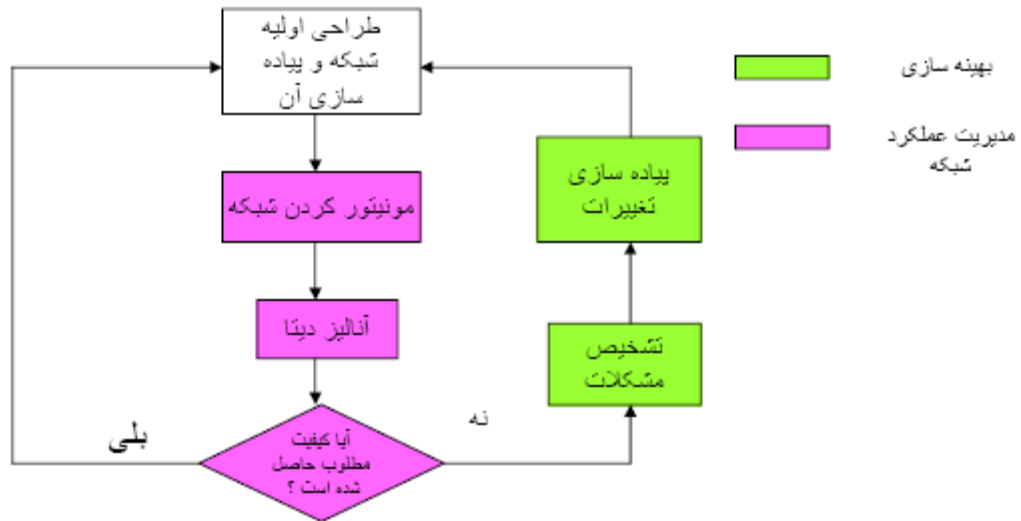 طراحی اولیه
شبکه و پیاده
سازی آن
مونیتور کردن شبکه
آنالیز دیتا
آیا کیفیت
مطلوب حاصل
شده است ؟
بلی
نه
تشخیص
مشکلات
پیاده سازی
تغییرات
بهینه سازی
مدیریت عملکرد
شبکه